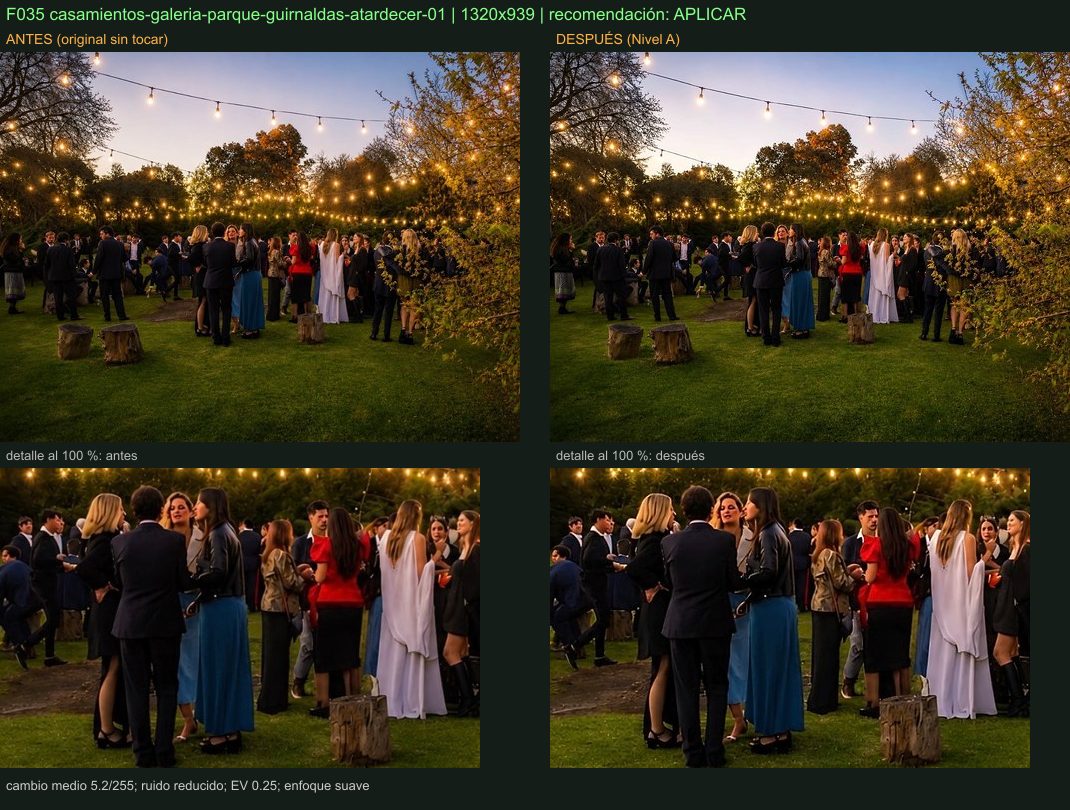 F035 casamientos-galeria-parque-guirnaldas-atardecer-01 | 1320x939 | recomendación: APLICAR
ANTES (original sin tocar)
DESPUÉS (Nivel A)
detalle al 100 %: antes
detalle al 100 %: después
cambio medio 5.2/255; ruido reducido; EV 0.25; enfoque suave